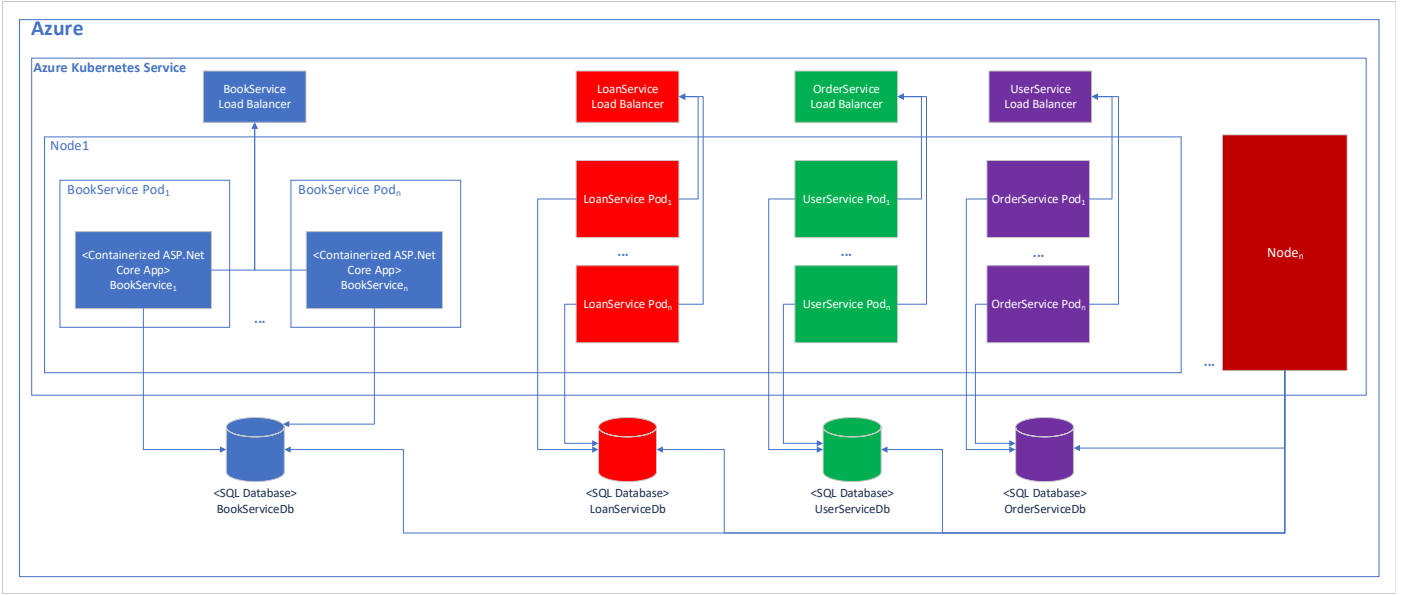 Azure
Azure Kubernetes Service
BookService
Load Balancer
LoanService
Load Balancer
OrderService
Load Balancer
UserService
Load Balancer
Node1
BookService Pod₁
BookService Podₙ
<Containerized ASP.Net
Core App>
BookService₁
<Containerized ASP.Net
Core App>
BookServiceₙ
...
LoanService Pod₁
...
LoanService Podₙ
UserService Pod₁
...
UserService Podₙ
OrderService Pod₁
...
OrderService Podₙ
...
Nodeₙ
<SQL Database>
BookServiceDb
<SQL Database>
LoanServiceDb
<SQL Database>
UserServiceDb
<SQL Database>
OrderServiceDb